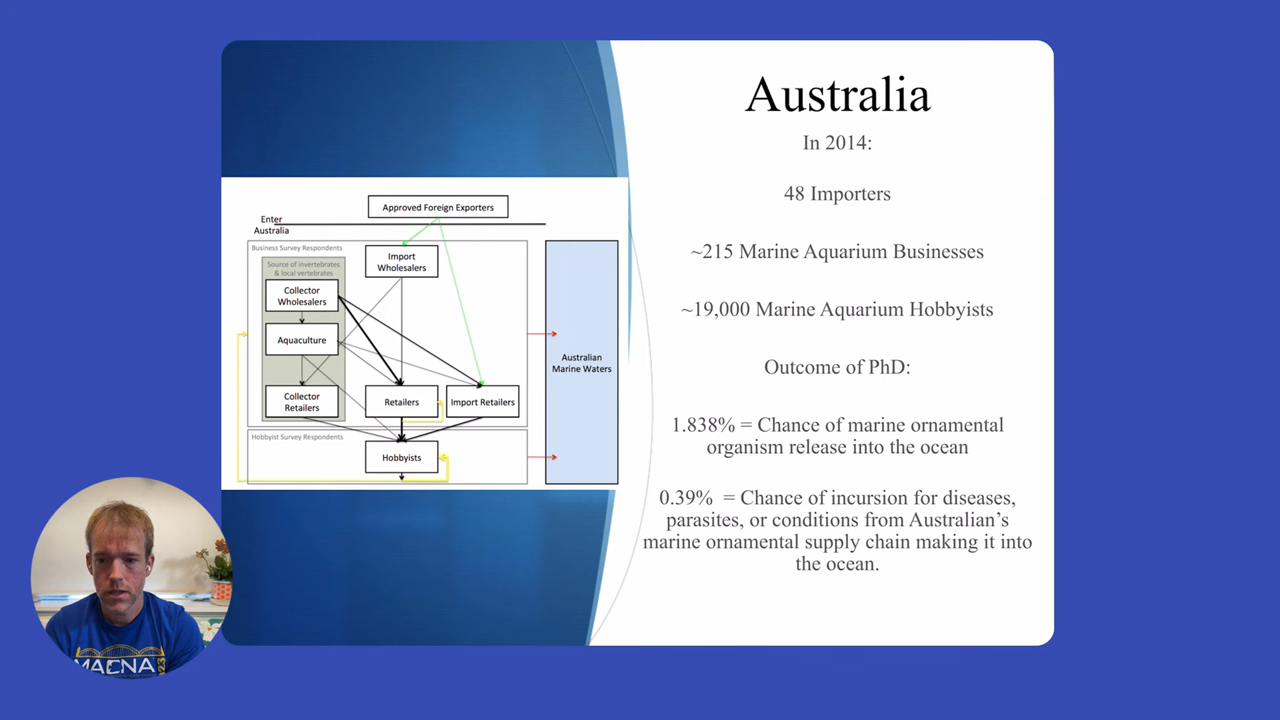 Australia
In 2014:
48 Importers
~215 Marine Aquarium Businesses
~19,000 Marine Aquarium Hobbyists
Outcome of PhD:
1.838% = Chance of marine ornamental
organism release into the ocean
0.39% = Chance of incursion for diseases,
parasites, or conditions from Australian's
marine ornamental supply chain making it into
the ocean.
Approved Foreign Exporters
Enter
Australia
Business Survey Respondents
Import
Wholesalers
Source of invertebrates
& local vertebrates
Collector
Wholesalers
Aquaculture
Collector
Retailers
Retailers
Import Retailers
Australian
Marine Waters
Hobbyist Survey Respondents
Hobbyists
MACNA
23